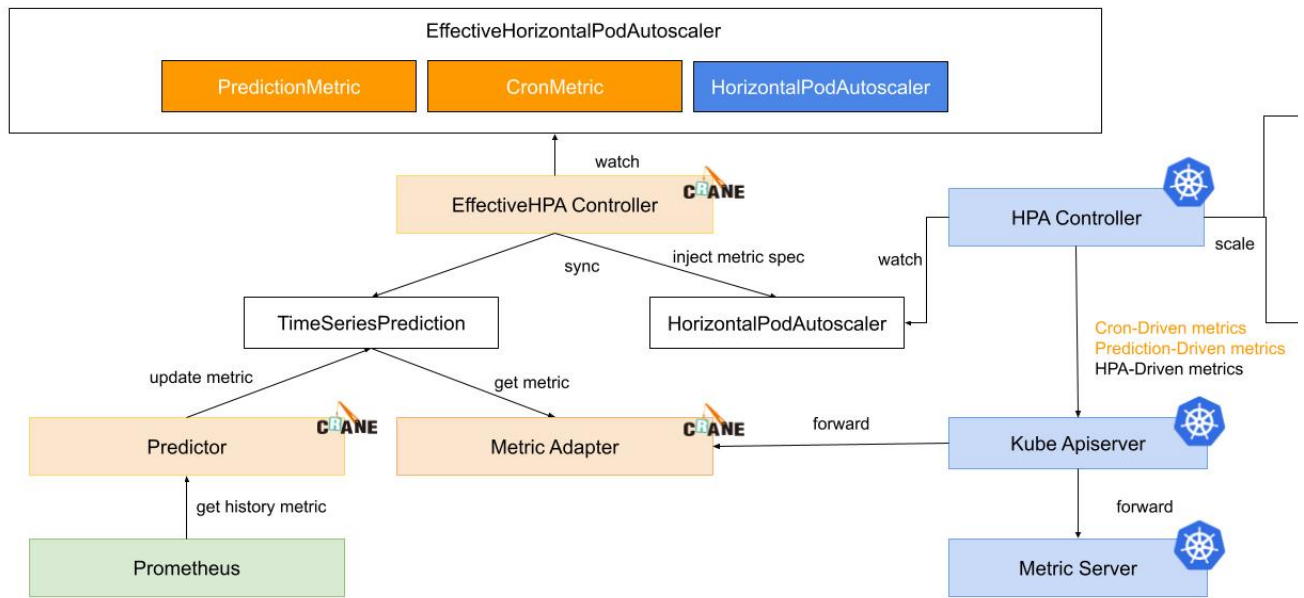 EffectiveHorizontalPodAutoscaler
PredictionMetric
CronMetric
HorizontalPodAutoscaler
watch
EffectiveHPA Controller
CRANE
HPA Controller
sync
inject metric spec
watch
scale
TimeSeriesPrediction
HorizontalPodAutoscaler
Cron-Driven metrics
Prediction-Driven metrics
HPA-Driven metrics
update metric
get metric
Predictor
CRANE
Metric Adapter
CRANE
forward
Kube Apiserver
get history metric
forward
Prometheus
Metric Server